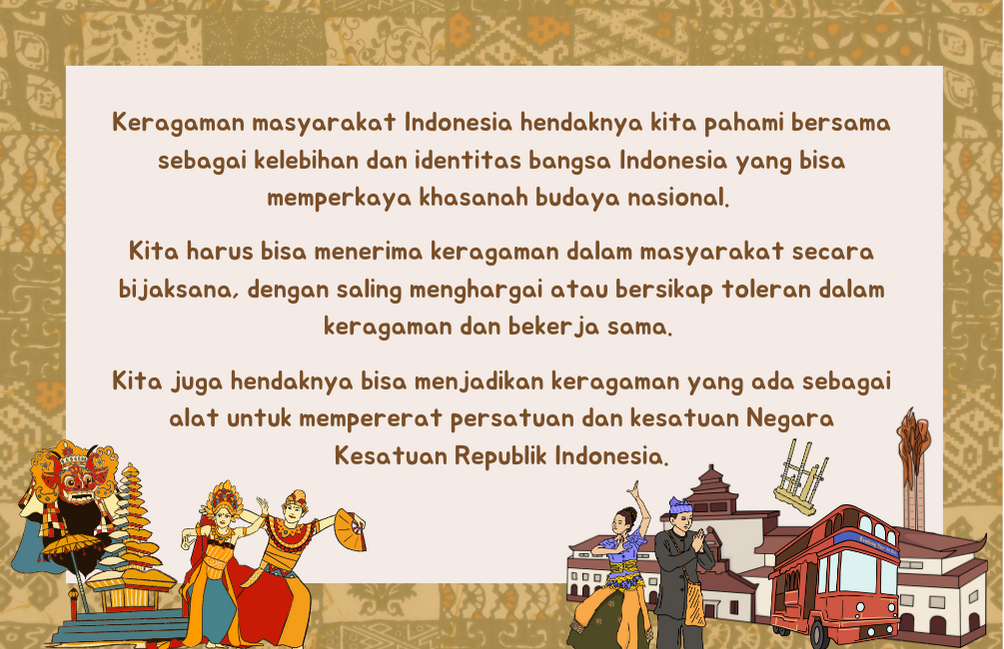 Keragaman masyarakat Indonesia hendaknya kita pahami bersama
sebagai kelebihan dan identitas bangsa Indonesia yang bisa
memperkaya khasanah budaya nasional.
Kita harus bisa menerima keragaman dalam masyarakat secara
bijaksana, dengan saling menghargai atau bersikap toleran dalam
keragaman dan bekerja sama.
Kita juga hendaknya bisa menjadikan keragaman yang ada sebagai
alat untuk mempererat persatuan dan kesatuan Negara
Kesatuan Republik Indonesia.